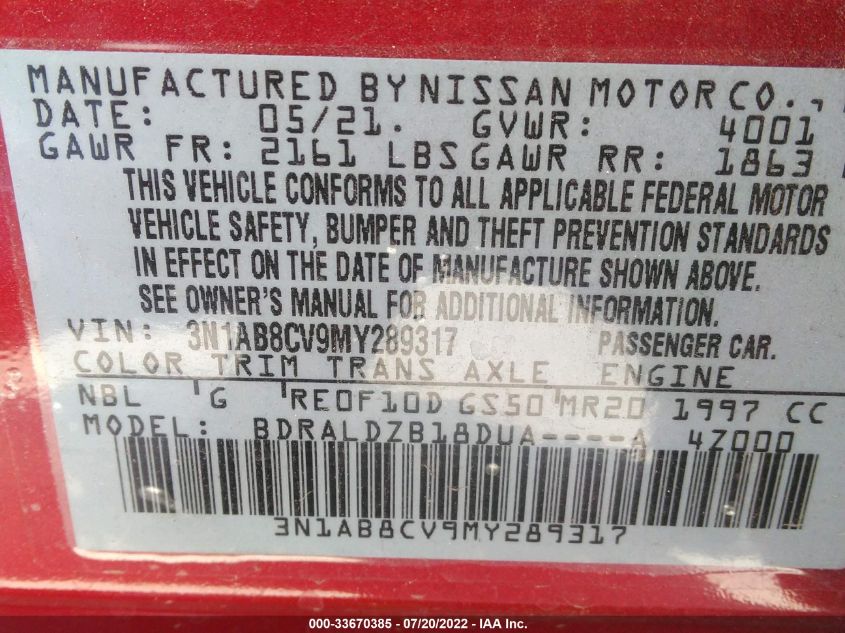 MANUFACTURED BY NISSAN MOTOR CO.,
DATE: 05/21. GVWR: 4001
GAWR FR: 2161 LBS GAWR RR: 1863
THIS VEHICLE CONFORMS TO ALL APPLICABLE FEDERAL MOTOR
VEHICLE SAFETY, BUMPER AND THEFT PREVENTION STANDARDS
IN EFFECT ON THE DATE OF MANUFACTURE SHOWN ABOVE.
SEE OWNER'S MANUAL FOR ADDITIONAL INFORMATION.
VIN: 3N1AB8CV9MY289317 PASSENGER CAR.
COLOR TRIM TRANS AXLE ENGINE
NBL 'G 'RE0F10D GS50 'MR20 1997 CC
MODEL: BDRALDZB18DUA----A 4Z000
3N1AB8CV9MY289317
000-33670385 - 07/20/2022 - IAA Inc.